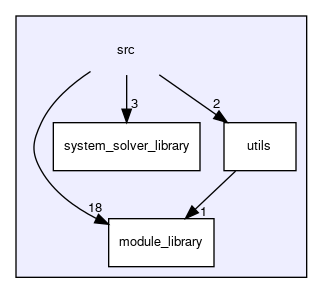 src
3
2
system_solver_library
utils
18
1
module_library